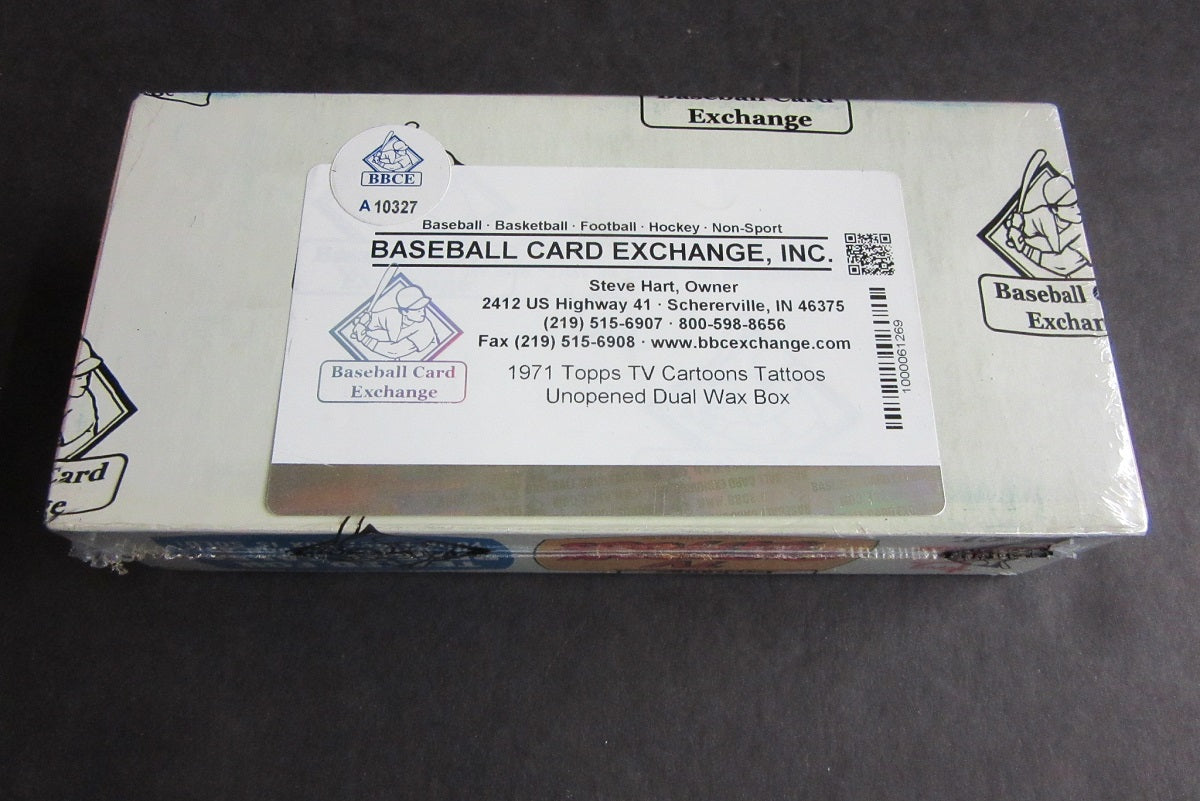 Baseball Card
Exchange
BBCE
A 10327
Baseball · Basketball · Football · Hockey · Non-Sport
BASEBALL CARD EXCHANGE, INC.
Steve Hart, Owner
2412 US Highway 41 · Schererville, IN 46375
(219) 515-6907 · 800-598-8656
Fax (219) 515-6908 · www.bbcexchange.com
1971 Topps TV Cartoons Tattoos
Unopened Dual Wax Box
Baseball Card
Exchange
1000061269
Baseball
Exchan
Card